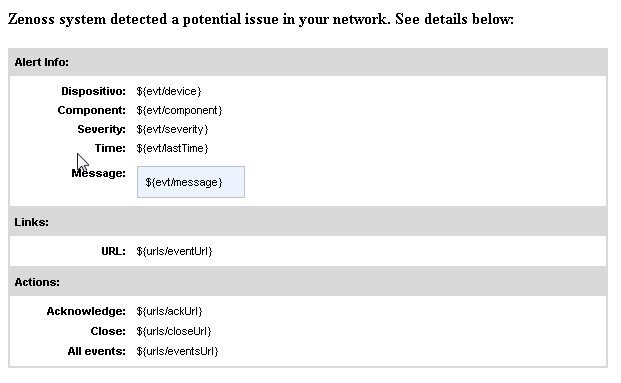 Zenoss system detected a potential issue in your network. See details below:
Alert Info:
Dispositivo: ${evt/device}
Component: ${evt/component}
Severity: ${evt/severity}
Time: ${evt/lastTime}
Message: ${evt/message}
Links:
URL: ${urls/eventUrl}
Actions:
Acknowledge: ${urls/ackUrl}
Close: ${urls/closeUrl}
All events: ${urls/eventsUrl}